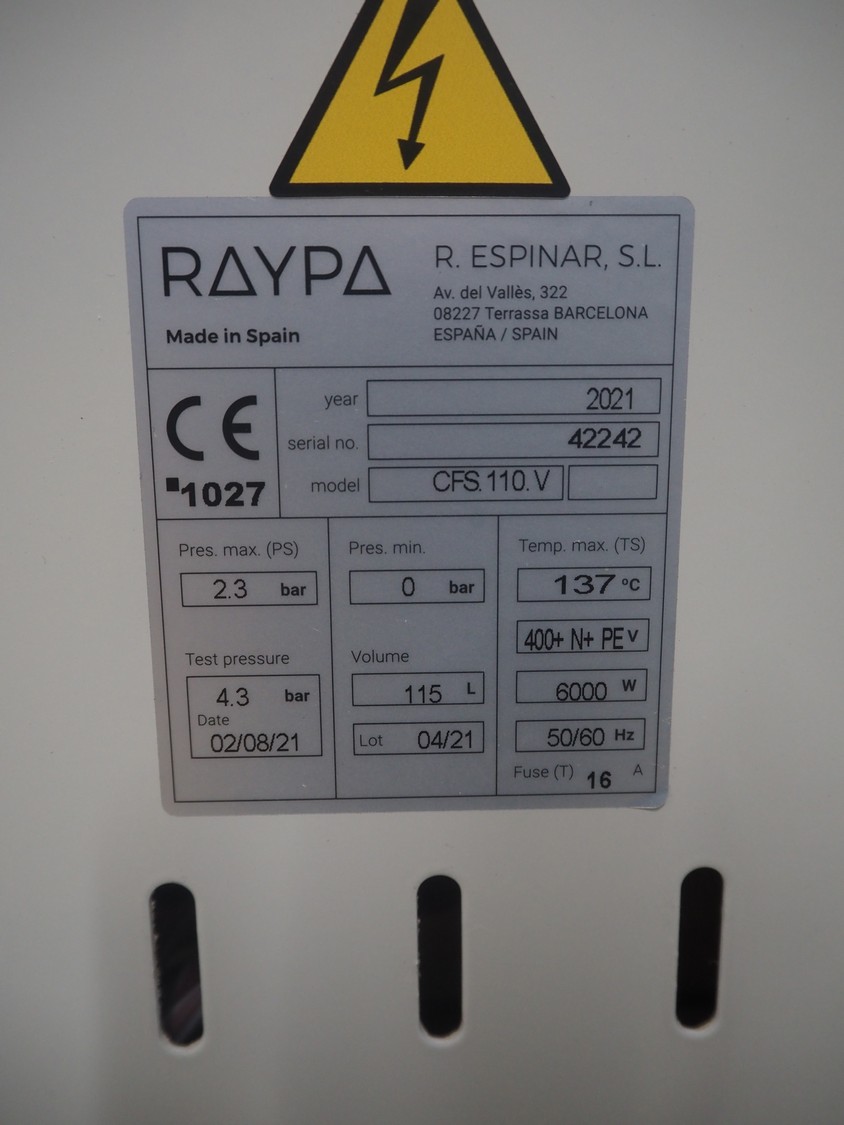 RAYPA
Made in Spain
R. ESPINAR, S.L.
Av. del Vallès, 322
08227 Terrassa BARCELONA
ESPAÑA / SPAIN
CE
1027
year 2021
serial no. 42242
model CFS.110.V
Pres. max. (PS)
2.3 bar
Pres. min.
0 bar
Temp. max. (TS)
137 ºC
400+ N+ PE V
Test pressure
4.3 bar
Date
02/08/21
Volume
115 L
Lot 04/21
6000 W
50/60 Hz
Fuse (T) 16 A